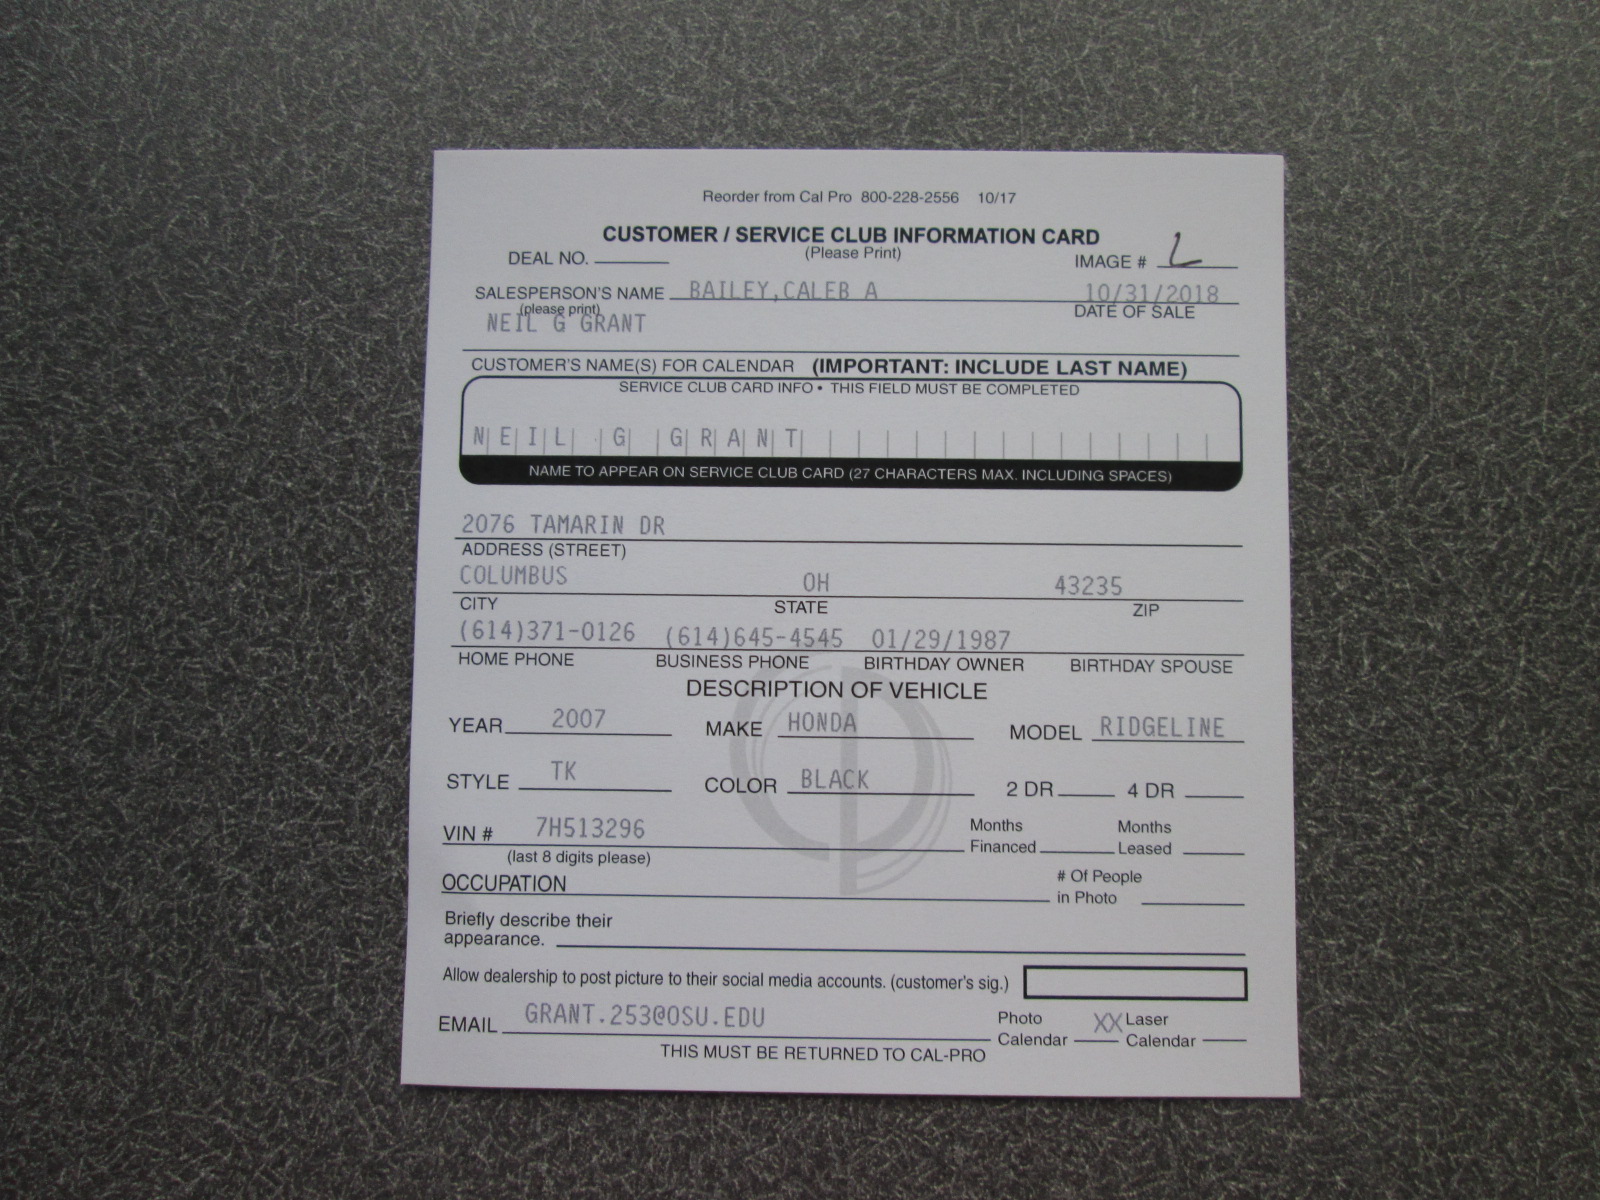 Reorder from Cal Pro 800-228-2556 10/17
CUSTOMER / SERVICE CLUB INFORMATION CARD
(Please Print)
DEAL NO. IMAGE # L
SALESPERSON'S NAME BAILEY,CALEB A 10/31/2018
(please print) DATE OF SALE
NEIL G GRANT
CUSTOMER'S NAME(S) FOR CALENDAR (IMPORTANT: INCLUDE LAST NAME)
SERVICE CLUB CARD INFO • THIS FIELD MUST BE COMPLETED
NEIL G GRANT
NAME TO APPEAR ON SERVICE CLUB CARD (27 CHARACTERS MAX. INCLUDING SPACES)
2076 TAMARIN DR
ADDRESS (STREET)
COLUMBUS OH 43235
CITY STATE ZIP
(614)371-0126 (614)645-4545 01/29/1987
HOME PHONE BUSINESS PHONE BIRTHDAY OWNER BIRTHDAY SPOUSE
DESCRIPTION OF VEHICLE
YEAR 2007 MAKE HONDA MODEL RIDGELINE
STYLE TK COLOR BLACK 2 DR 4 DR
VIN # 7H513296 Months Financed Months Leased
(last 8 digits please)
OCCUPATION # Of People in Photo
Briefly describe their
appearance.
Allow dealership to post picture to their social media accounts. (customer's sig.)
EMAIL GRANT.253@OSU.EDU Photo Calendar XX Laser Calendar
THIS MUST BE RETURNED TO CAL-PRO